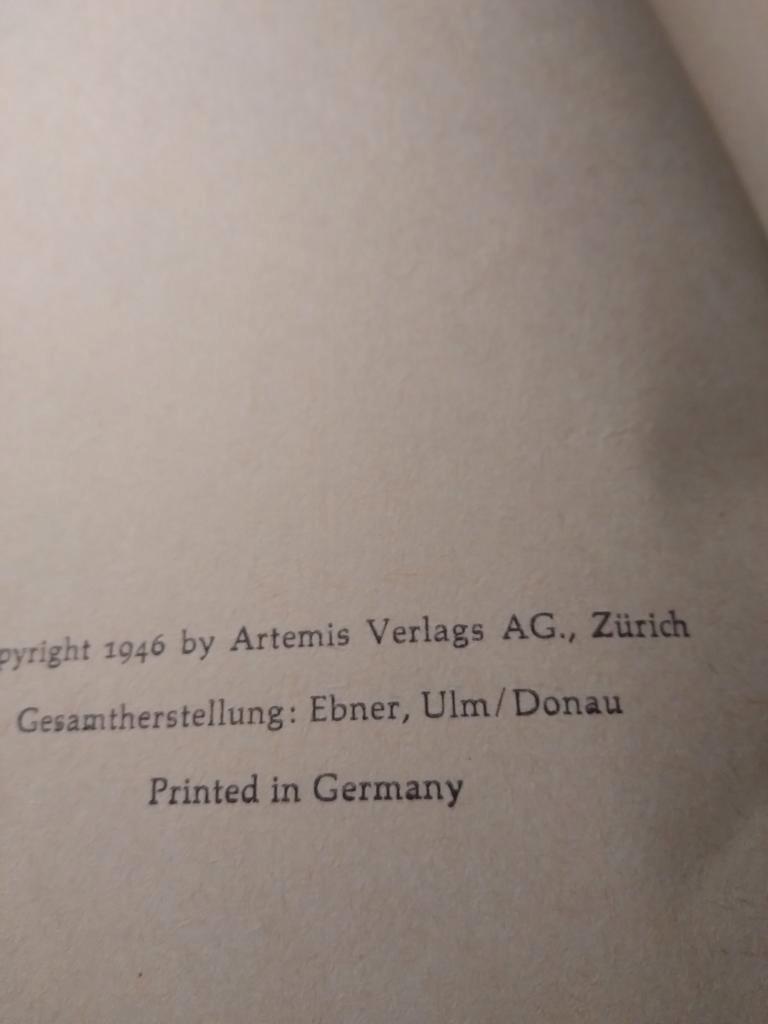 pyright 1946 by Artemis Verlags AG., Zürich
Gesamtherstellung: Ebner, Ulm/Donau
Printed in Germany